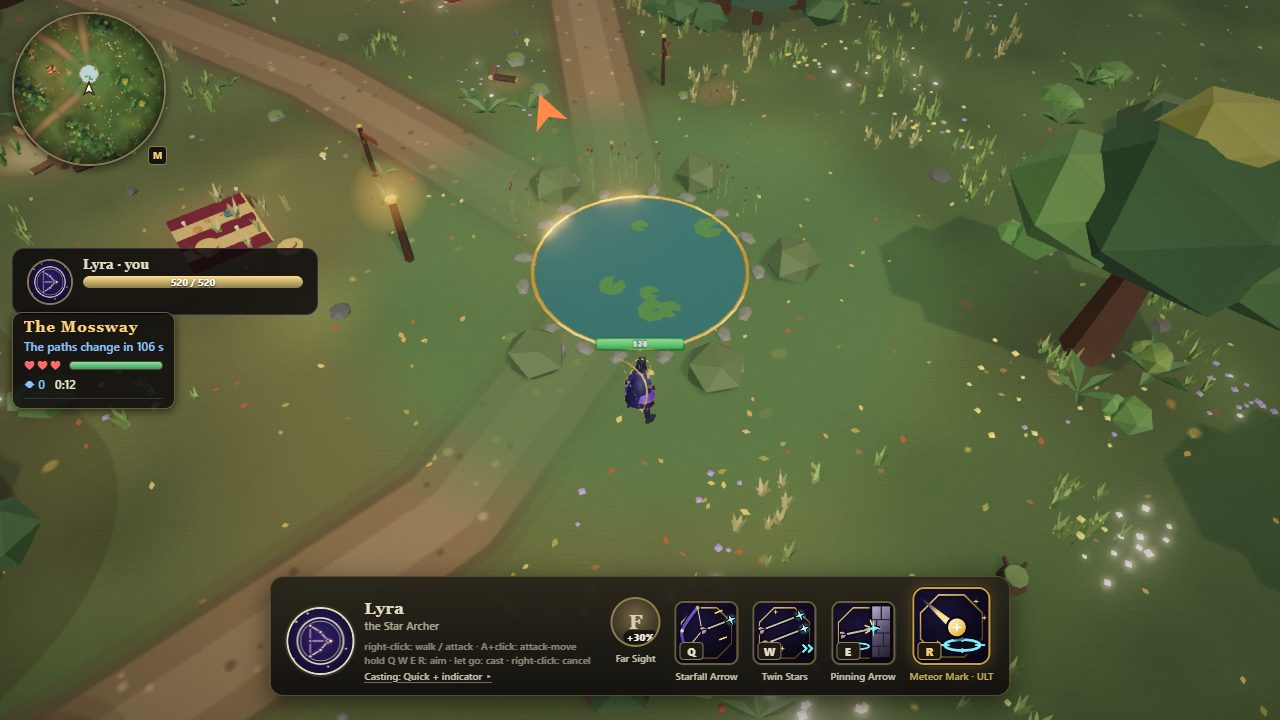 M
Lyra · you
520 / 520
The Mossway
The paths change in 106 s
0 0:12
520
Lyra
the Star Archer
right-click: walk / attack · A+click: attack-move
hold Q W E R: aim · let go: cast · right-click: cancel
Casting: Quick + indicator ▸
F
+30%
Far Sight
Q
Starfall Arrow
W
Twin Stars
E
Pinning Arrow
R
Meteor Mark · ULT